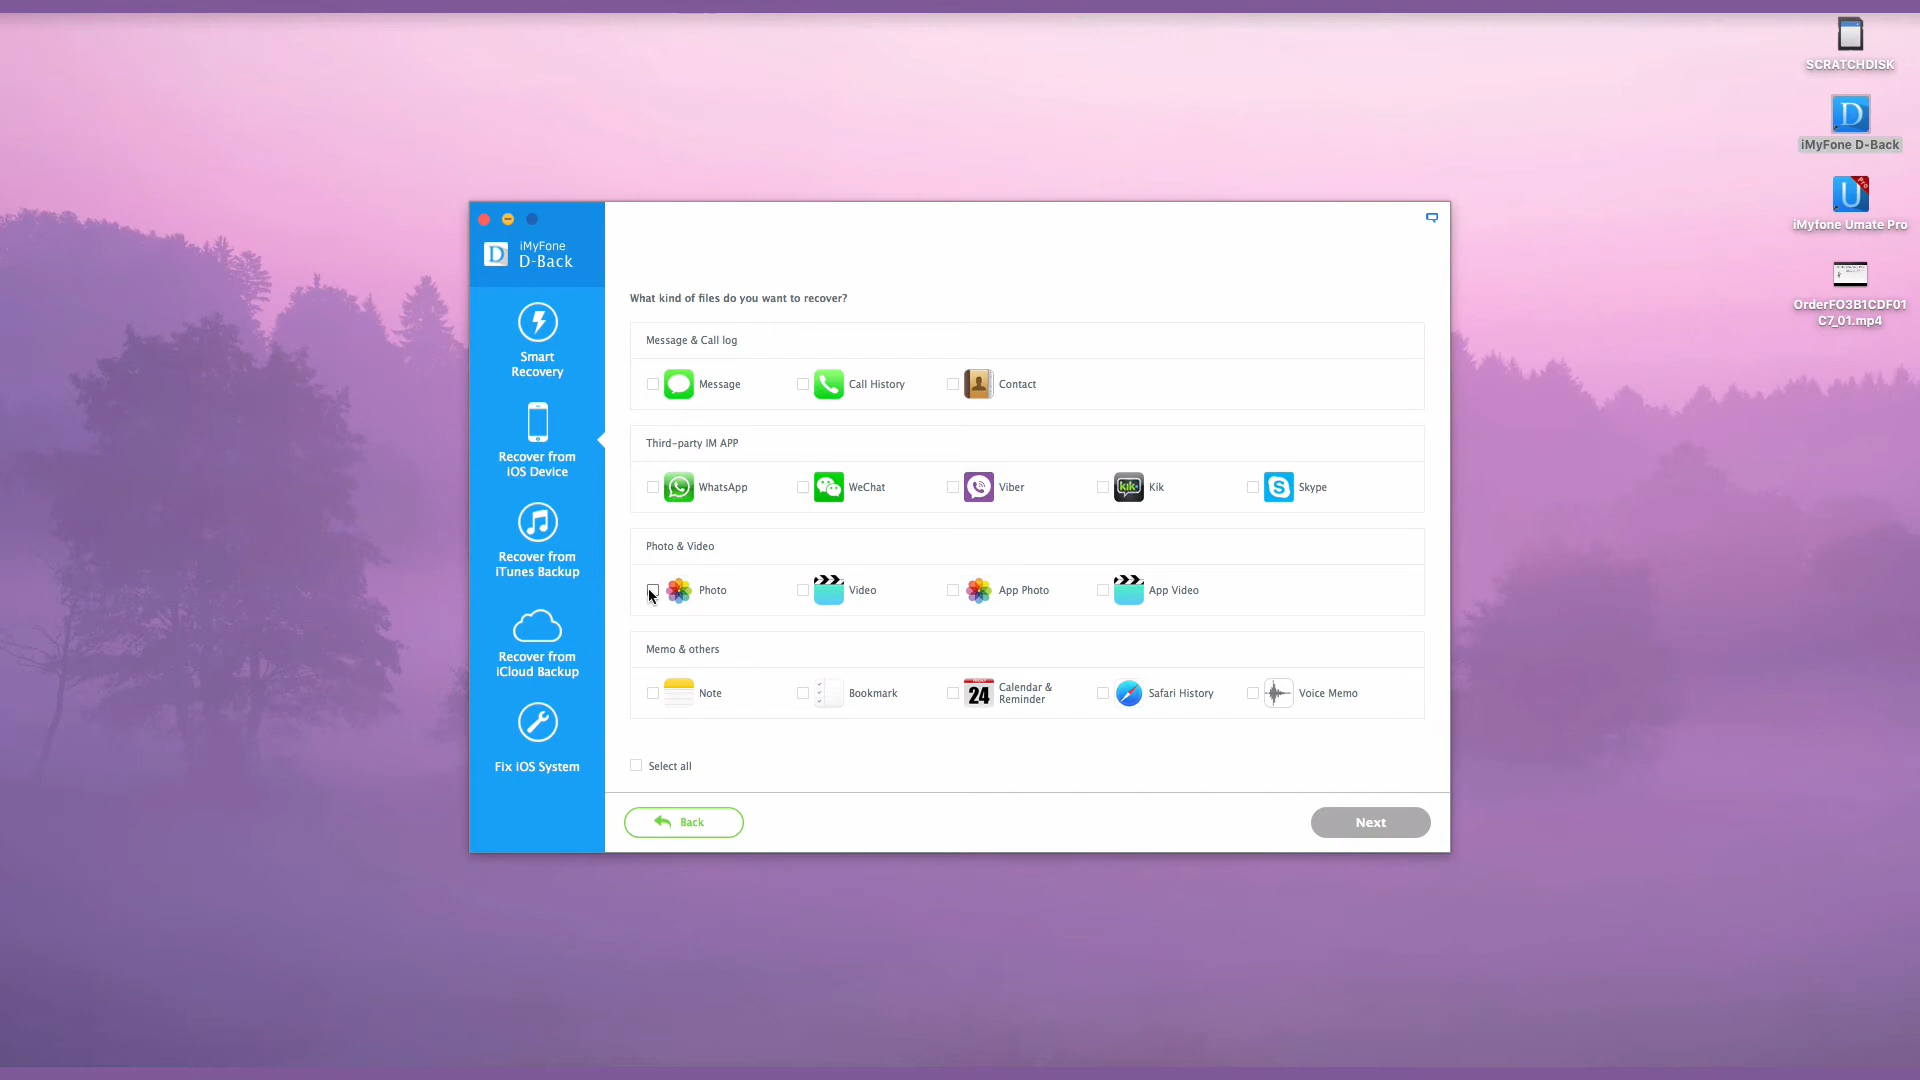 SCRATCHDISK
iMyFone D-Back
iMyfone Umate Pro
OrderFO3B1CDF01
C7_01.mp4
iMyFone
D-Back
Smart
Recovery
Recover from
iOS Device
Recover from
iTunes Backup
Recover from
iCloud Backup
Fix iOS System
What kind of files do you want to recover?
Message & Call log
Message
Call History
Contact
Third-party IM APP
WhatsApp
WeChat
Viber
kik
Kik
Skype
Photo & Video
Photo
Video
App Photo
App Video
Memo & others
Note
Bookmark
24
Calendar &
Reminder
Safari History
Voice Memo
Select all
Back
Next